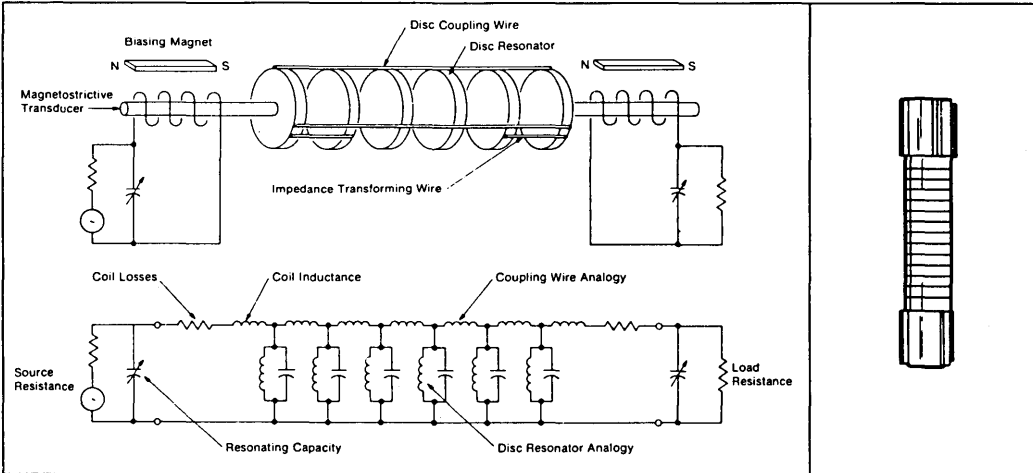 Disc Coupling Wire
Biasing Magnet
Disc Resonator
N S
N S
Magnetostrictive
Transducer
Impedance Transforming Wire
Coil Losses
Coil Inductance
Coupling Wire Analogy
Source
Resistance
Load
Resistance
Resonating Capacity
Disc Resonator Analogy